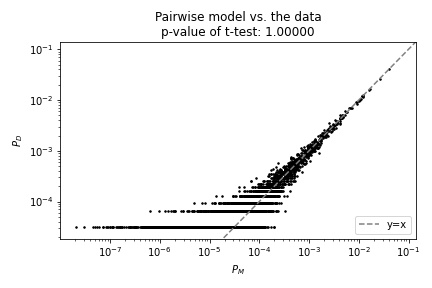 Pairwise model vs. the data
p-value of t-test: 1.00000
10⁻¹
10⁻²
10⁻³
10⁻⁴
P_D
y=x
10⁻⁷
10⁻⁶
10⁻⁵
10⁻⁴
10⁻³
10⁻²
10⁻¹
P_M